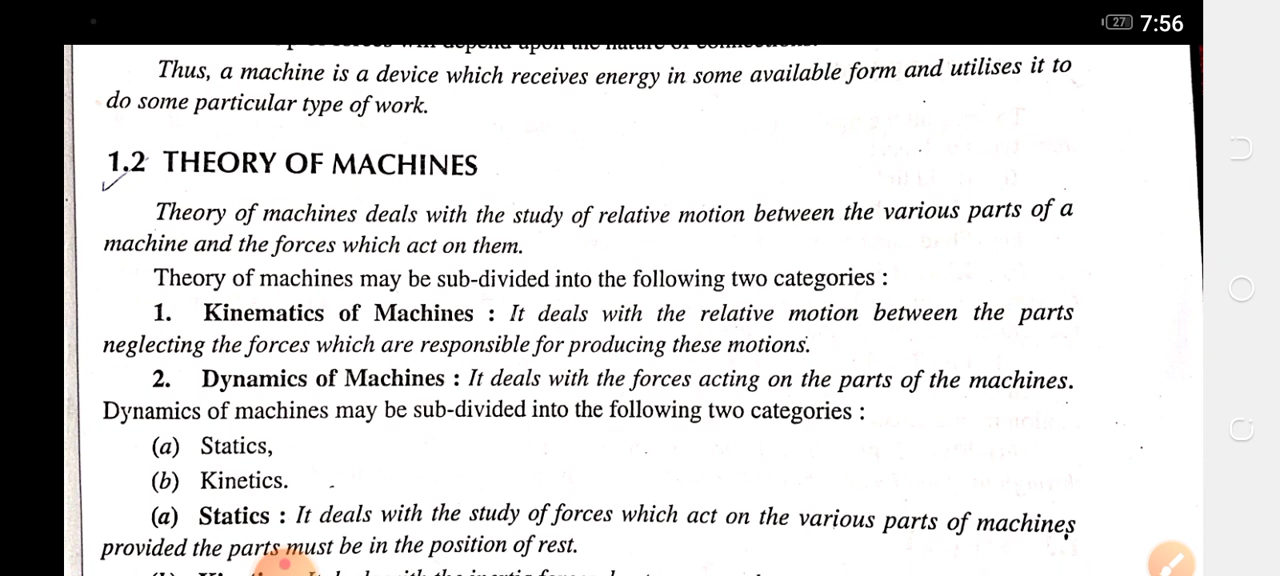 27 7:56
depend upon the nature of
Thus, a machine is a device which receives energy in some available form and utilises it to
do some particular type of work.
1.2 THEORY OF MACHINES
Theory of machines deals with the study of relative motion between the various parts of a
machine and the forces which act on them.
Theory of machines may be sub-divided into the following two categories :
1. Kinematics of Machines : It deals with the relative motion between the parts
neglecting the forces which are responsible for producing these motions.
2. Dynamics of Machines : It deals with the forces acting on the parts of the machines.
Dynamics of machines may be sub-divided into the following two categories :
(a) Statics,
(b) Kinetics.
(a) Statics : It deals with the study of forces which act on the various parts of machines
provided the parts must be in the position of rest.